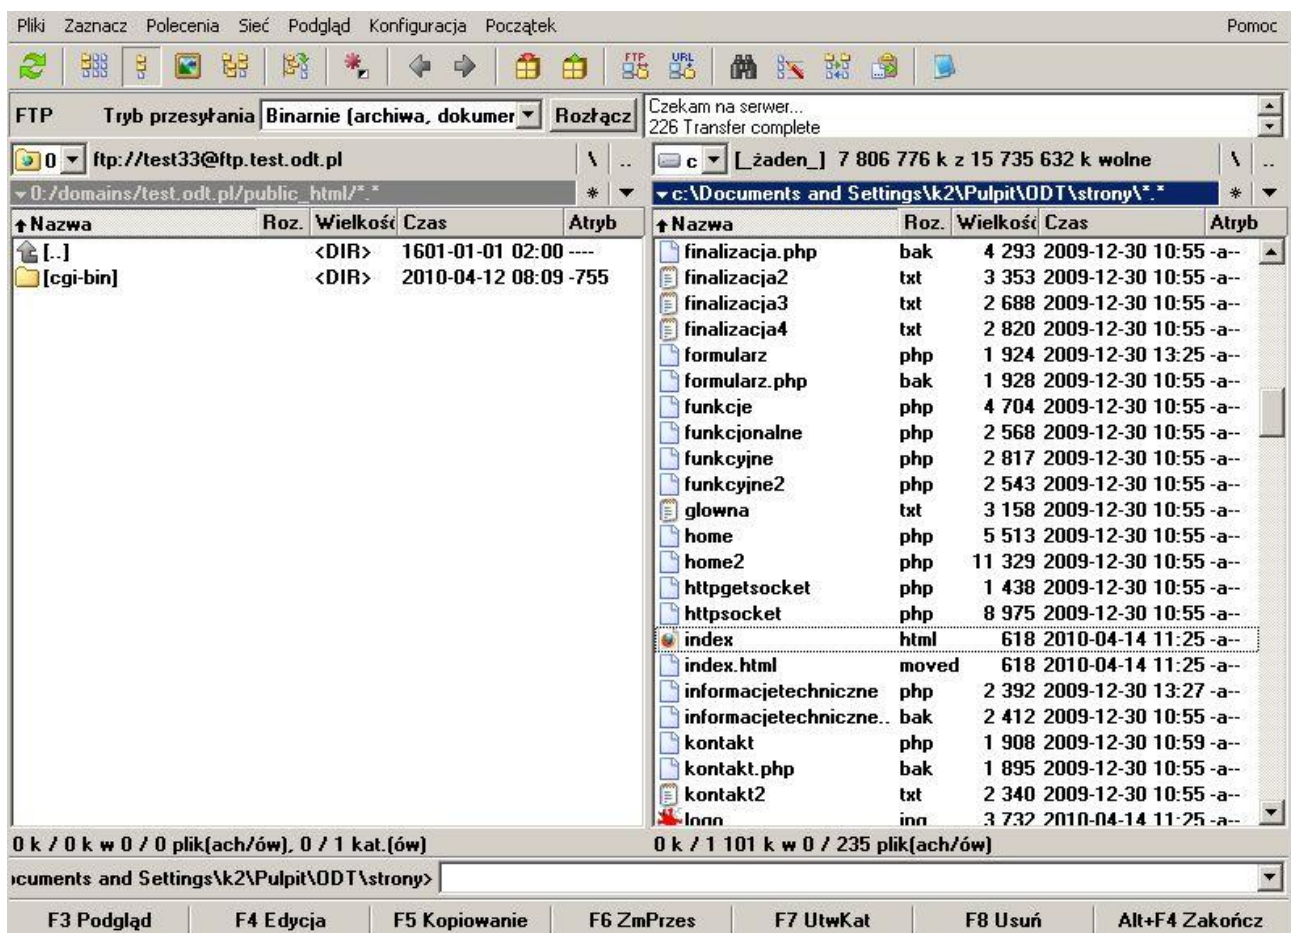 Pliki Zaznacz Polecenia Sieć Podgląd Konfiguracja Początek Pomoc
FTP URL
FTP Tryb przesyłania Binarnie (archiwa, dokumer Rozłącz
Czekam na serwer...
226 Transfer complete
0 ftp://test33@ftp.test.odt.pl \ ..
c [_żaden_] 7 806 776 k z 15 735 632 k wolne \ ..
0:/domains/test.odt.pl/public_html/*.* *
c:\Documents and Settings\k2\Pulpit\ODT\strony\*.* *
Nazwa Roz. Wielkość Czas Atryb
[..] <DIR> 1601-01-01 02:00 ----
[cgi-bin] <DIR> 2010-04-12 08:09 -755
Nazwa Roz. Wielkość Czas Atryb
finalizacja.php bak 4 293 2009-12-30 10:55 -a--
finalizacja2 txt 3 353 2009-12-30 10:55 -a--
finalizacja3 txt 2 688 2009-12-30 10:55 -a--
finalizacja4 txt 2 820 2009-12-30 10:55 -a--
formularz php 1 924 2009-12-30 13:25 -a--
formularz.php bak 1 928 2009-12-30 10:55 -a--
funkcje php 4 704 2009-12-30 10:55 -a--
funkcjonalne php 2 568 2009-12-30 10:55 -a--
funkcyjne php 2 817 2009-12-30 10:55 -a--
funkcyjne2 php 2 543 2009-12-30 10:55 -a--
glowna txt 3 158 2009-12-30 10:55 -a--
home php 5 513 2009-12-30 10:55 -a--
home2 php 11 329 2009-12-30 10:55 -a--
httpgetsocket php 1 438 2009-12-30 10:55 -a--
httpsocket php 8 975 2009-12-30 10:55 -a--
index html 618 2010-04-14 11:25 -a--
index.html moved 618 2010-04-14 11:25 -a--
informacjetechniczne php 2 392 2009-12-30 13:27 -a--
informacjetechniczne.. bak 2 412 2009-12-30 10:55 -a--
kontakt php 1 908 2009-12-30 10:59 -a--
kontakt.php bak 1 895 2009-12-30 10:55 -a--
kontakt2 txt 2 340 2009-12-30 10:55 -a--
logo jpg 3 732 2010-04-14 11:25 -a--
0 k / 0 k w 0 / 0 plik(ach/ów), 0 / 1 kat.(ów)
0 k / 1 101 k w 0 / 235 plik(ach/ów)
ocuments and Settings\k2\Pulpit\ODT\strony>
F3 Podgląd F4 Edycja F5 Kopiowanie F6 ZmPrzes F7 UtwKat F8 Usuń Alt+F4 Zakończ